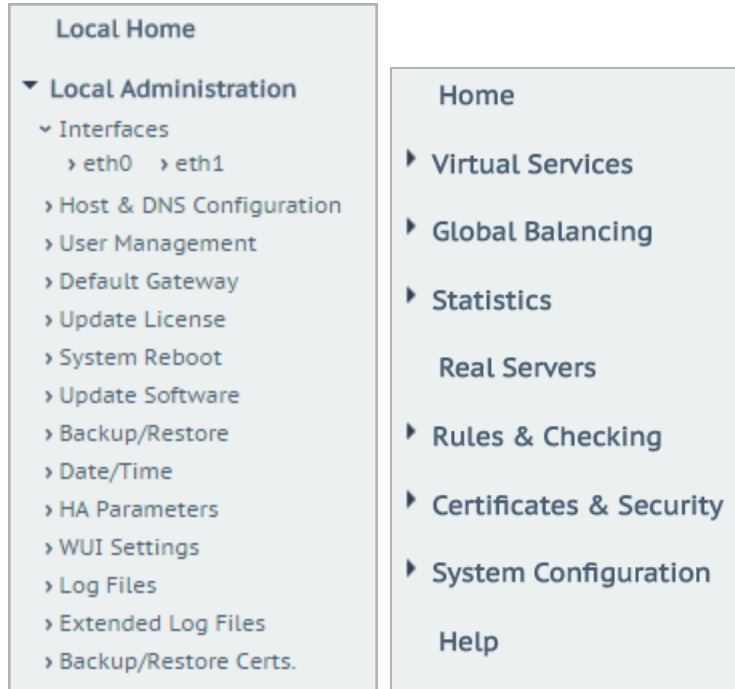 Local Home
Local Administration
Interfaces
eth0 eth1
Host & DNS Configuration
User Management
Default Gateway
Update License
System Reboot
Update Software
Backup/Restore
Date/Time
HA Parameters
WUI Settings
Log Files
Extended Log Files
Backup/Restore Certs.
Home
Virtual Services
Global Balancing
Statistics
Real Servers
Rules & Checking
Certificates & Security
System Configuration
Help